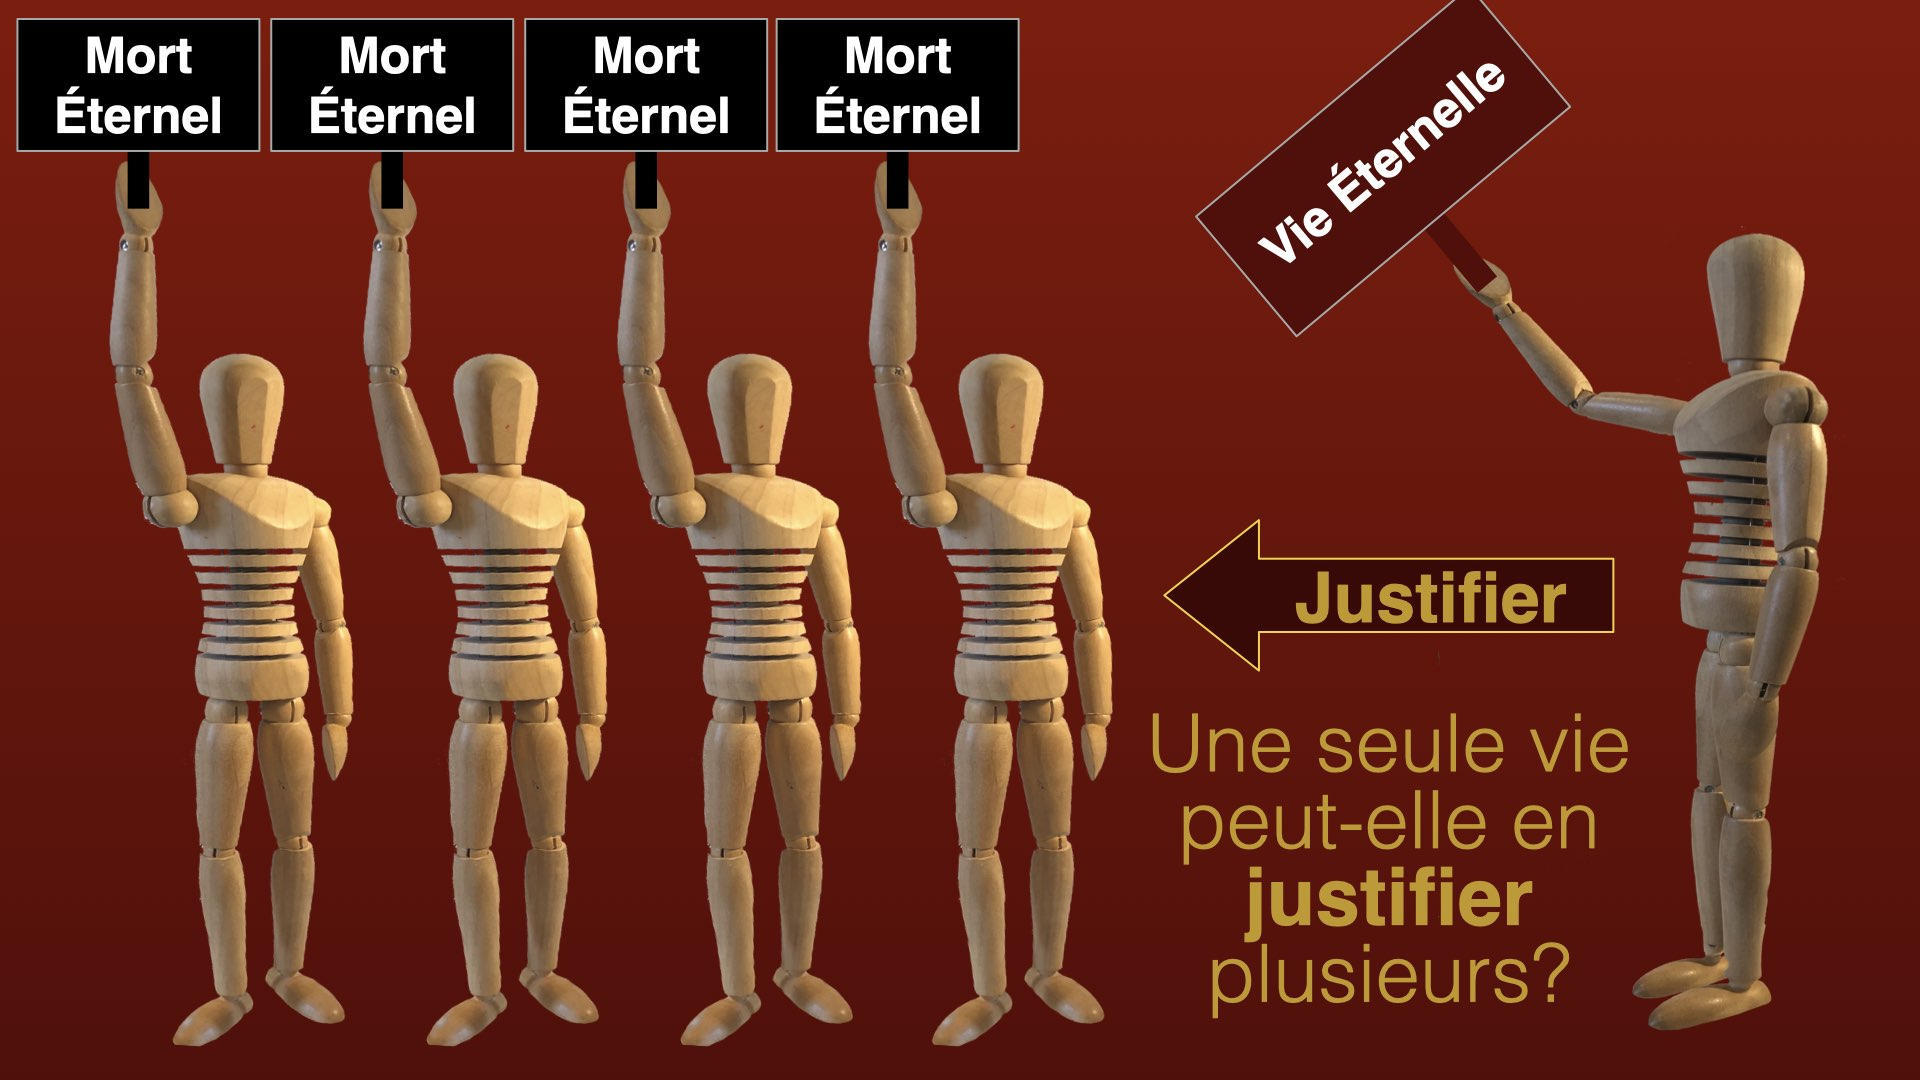 Mort
Éternel
Mort
Éternel
Mort
Éternel
Mort
Éternel
Vie Éternelle
Justifier
Une seule vie
peut-elle en
justifier
plusieurs?